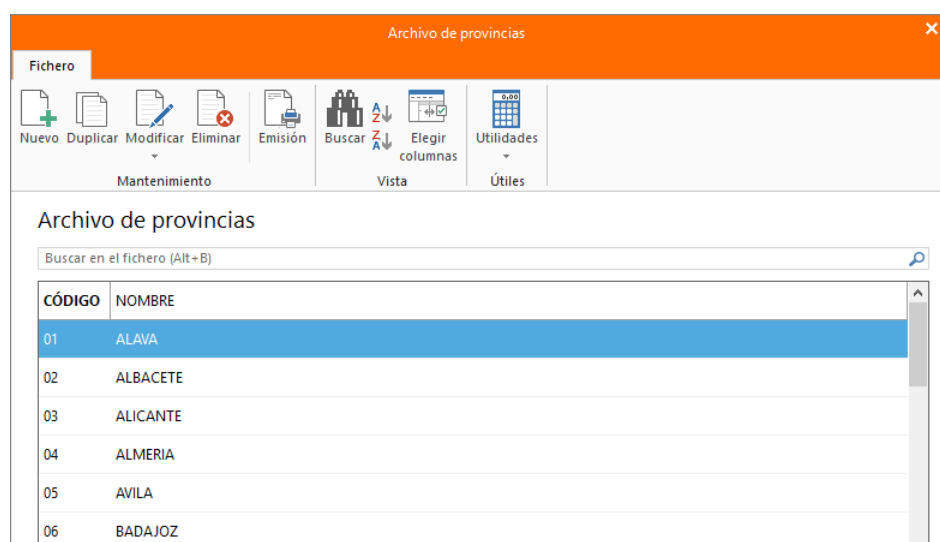 Archivo de provincias
Fichero
Nuevo Duplicar Modificar Eliminar Emisión Buscar Elegir columnas Utilidades
Mantenimiento Vista Útiles
Archivo de provincias
Buscar en el fichero (Alt+B)
CÓDIGO NOMBRE
01 ALAVA
02 ALBACETE
03 ALICANTE
04 ALMERIA
05 AVILA
06 BADAJOZ